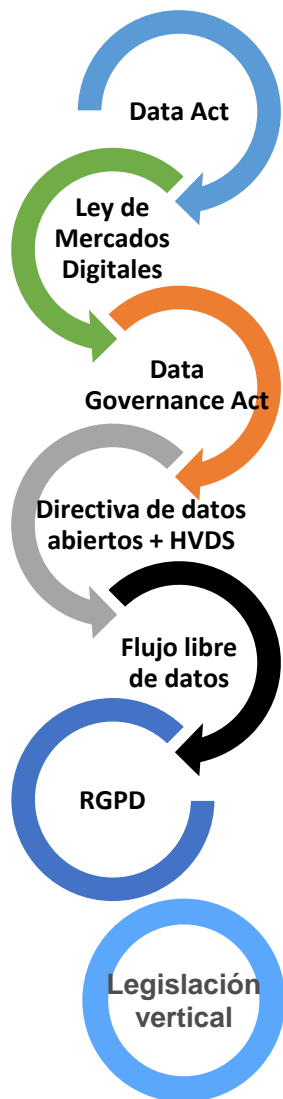 Data Act
Ley de
Mercados
Digitales
Data
Governance Act
Directiva de datos
abiertos + HVDS
Flujo libre
de datos
RGPD
Legislación
vertical